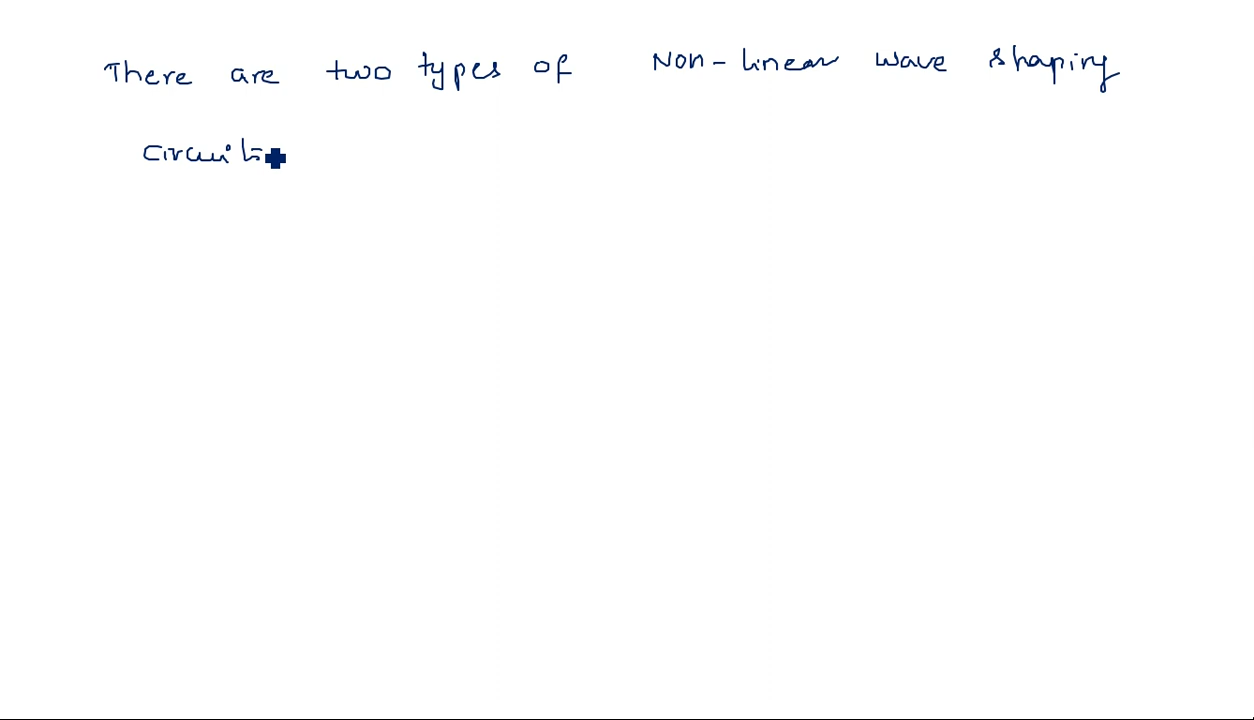 There are two types of Non-linear wave shaping
circuits